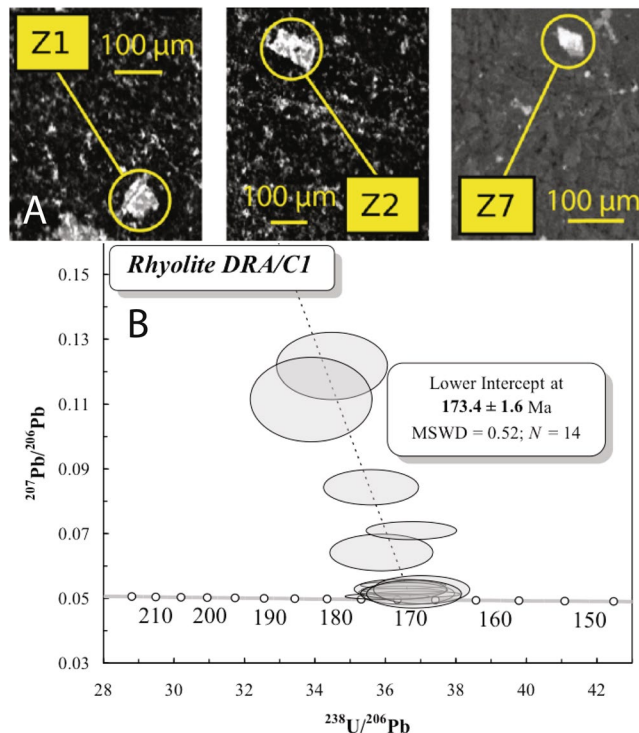 Z1
100 µm
A
Z2
100 µm
Z7
100 µm
B
Rhyolite DRA/C1
Lower Intercept at
173.4 ± 1.6 Ma
MSWD = 0.52; N = 14
0.15
0.13
0.11
0.09
0.07
0.05
0.03
²⁰⁷Pb/²⁰⁶Pb
210 200 190 180 170 160 150
28 30 32 34 36 38 40 42
²³⁸U/²⁰⁶Pb